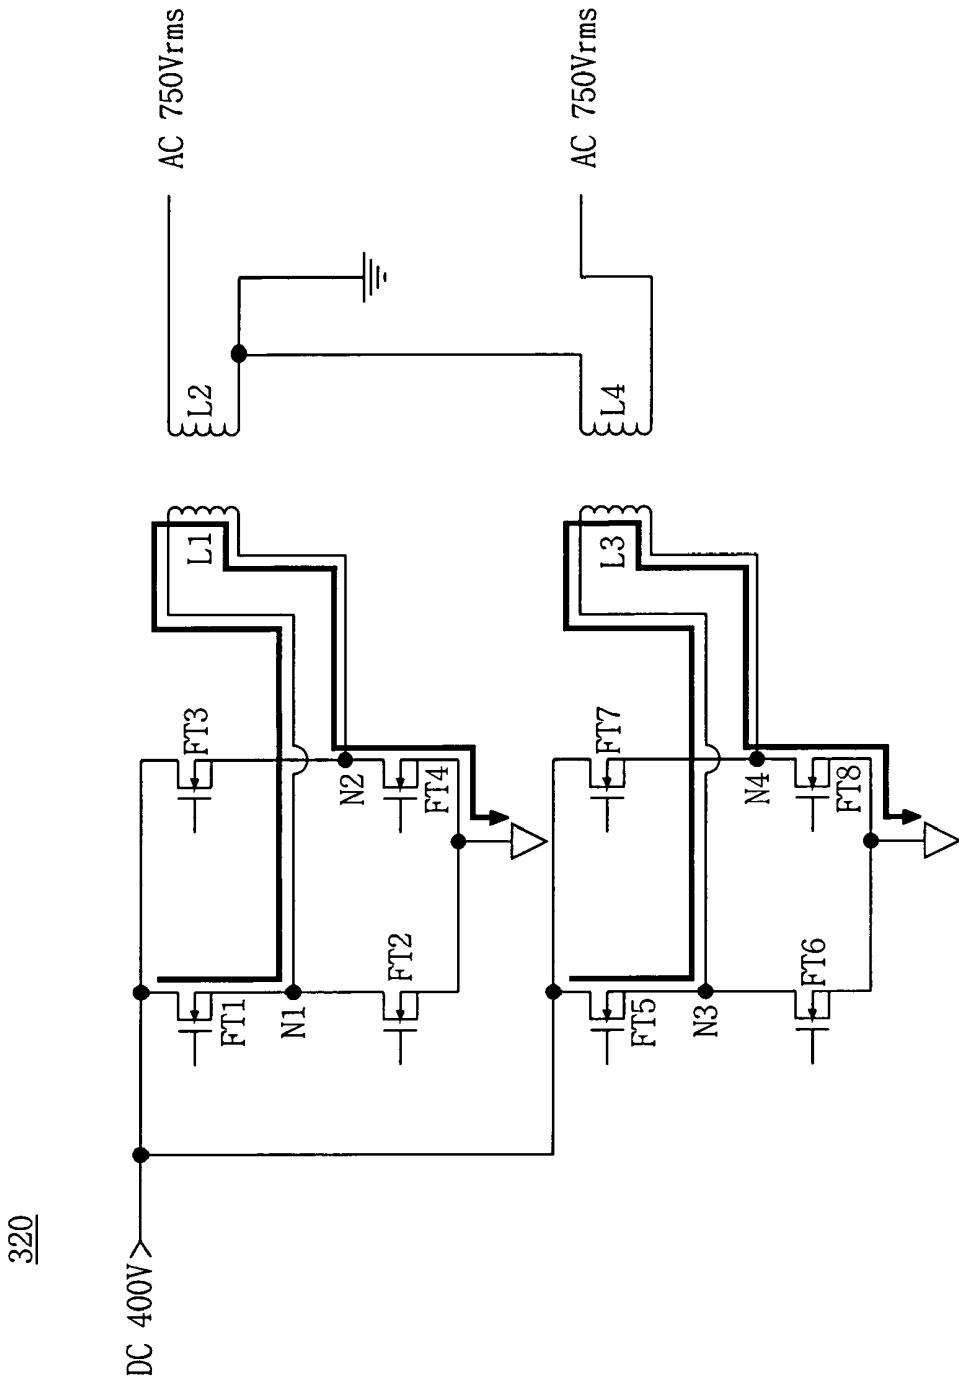 320
DC 400V
FT1
FT3
L1
L2
AC 750Vrms
N1
N2
FT2
FT4
FT5
FT7
L3
L4
AC 750Vrms
N3
N4
FT6
FT8